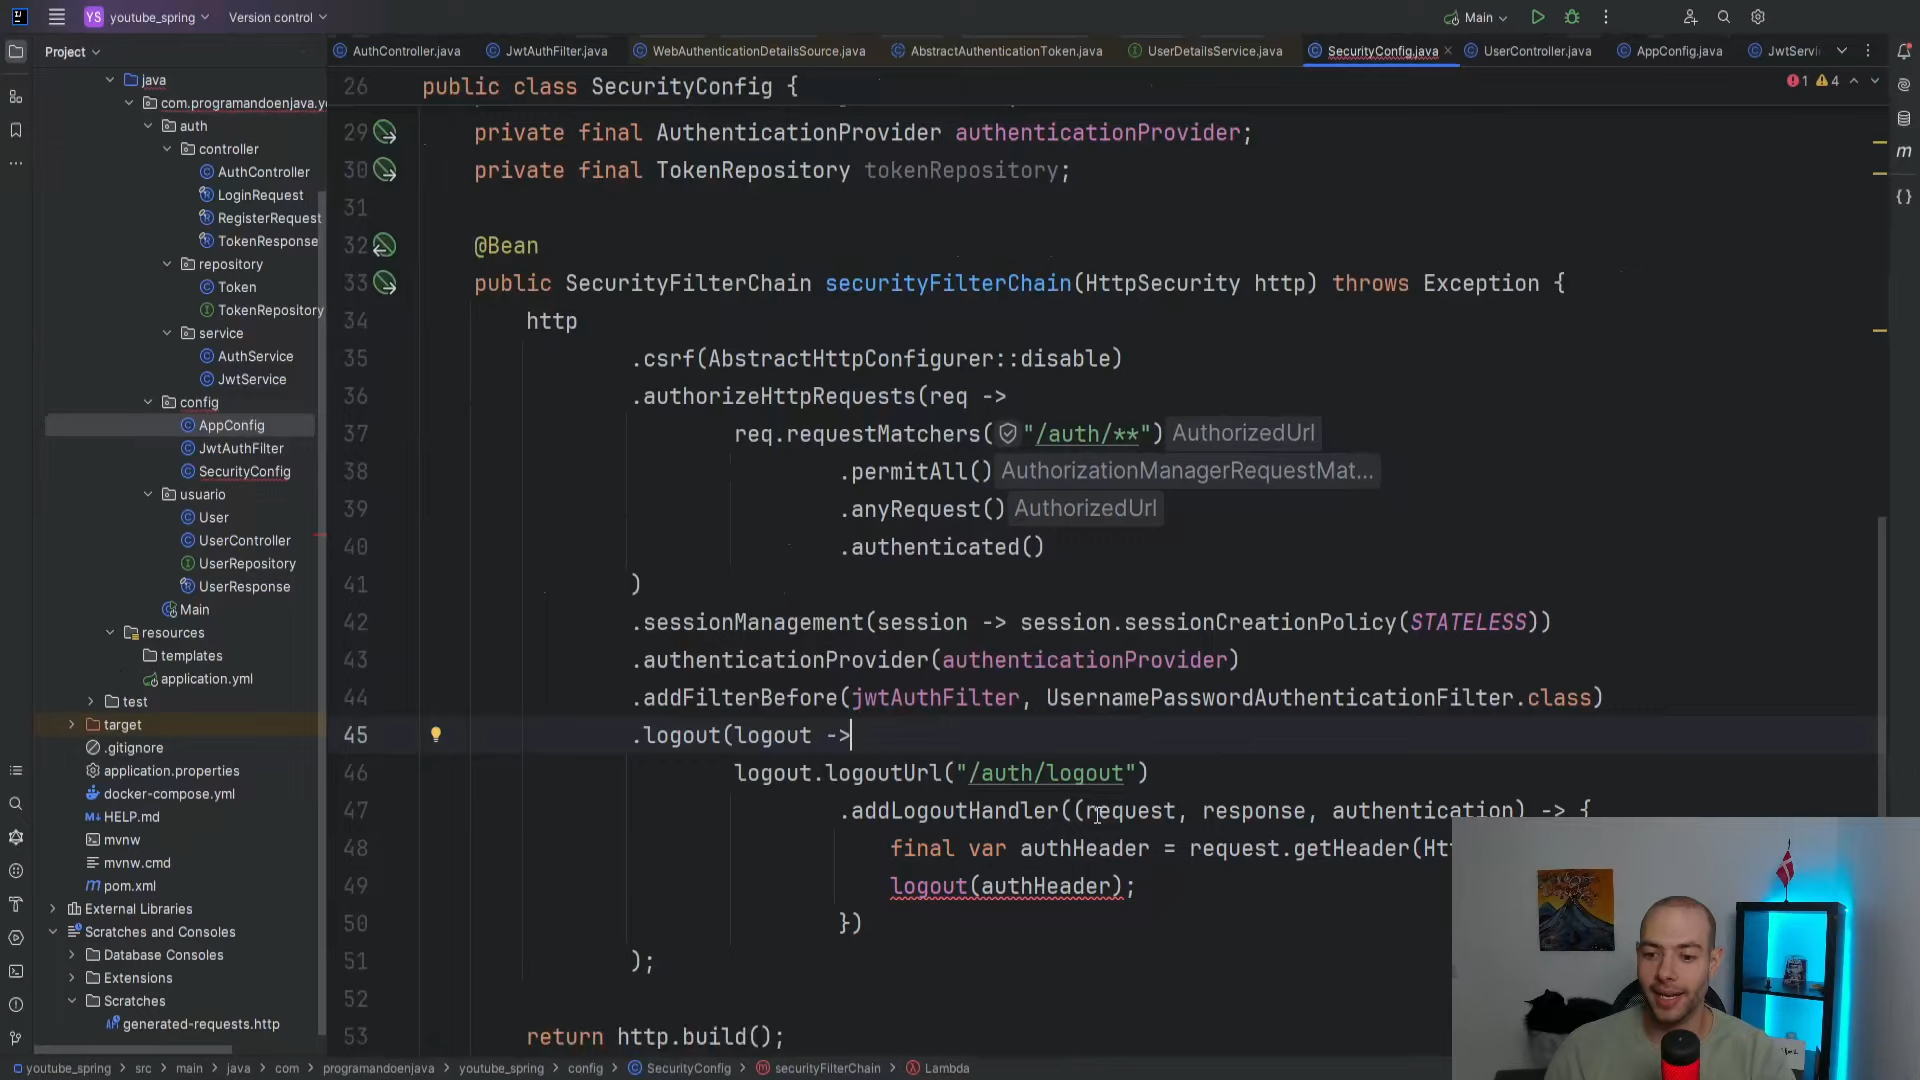 YS youtube_spring Version control Main
Project
AuthController.java JwtAuthFilter.java WebAuthenticationDetailsSource.java AbstractAuthenticationToken.java UserDetailsService.java SecurityConfig.java UserController.java AppConfig.java JwtServi
java
com.programandoenjava.yo
auth
controller
AuthController
LoginRequest
RegisterRequest
TokenResponse
repository
Token
TokenRepository
service
AuthService
JwtService
config
AppConfig
JwtAuthFilter
SecurityConfig
usuario
User
UserController
UserRepository
UserResponse
Main
resources
templates
application.yml
test
target
.gitignore
application.properties
docker-compose.yml
HELP.md
mvnw
mvnw.cmd
pom.xml
External Libraries
Scratches and Consoles
Database Consoles
Extensions
Scratches
generated-requests.http
1 4
26 public class SecurityConfig {
29 private final AuthenticationProvider authenticationProvider;
30 private final TokenRepository tokenRepository;
31
32 @Bean
33 public SecurityFilterChain securityFilterChain(HttpSecurity http) throws Exception {
34 http
35 .csrf(AbstractHttpConfigurer::disable)
36 .authorizeHttpRequests(req ->
37 req.requestMatchers("/auth/**") AuthorizedUrl
38 .permitAll() AuthorizationManagerRequestMat...
39 .anyRequest() AuthorizedUrl
40 .authenticated()
41 )
42 .sessionManagement(session -> session.sessionCreationPolicy(STATELESS))
43 .authenticationProvider(authenticationProvider)
44 .addFilterBefore(jwtAuthFilter, UsernamePasswordAuthenticationFilter.class)
45 .logout(logout ->
46 logout.logoutUrl("/auth/logout")
47 .addLogoutHandler((request, response, authentication) -> {
48 final var authHeader = request.getHeader(Ht
49 logout(authHeader);
50 })
51 );
52
53 return http.build();
youtube_spring > src > main > java > com > programandoenjava > youtube_spring > config > SecurityConfig > securityFilterChain > Lambda